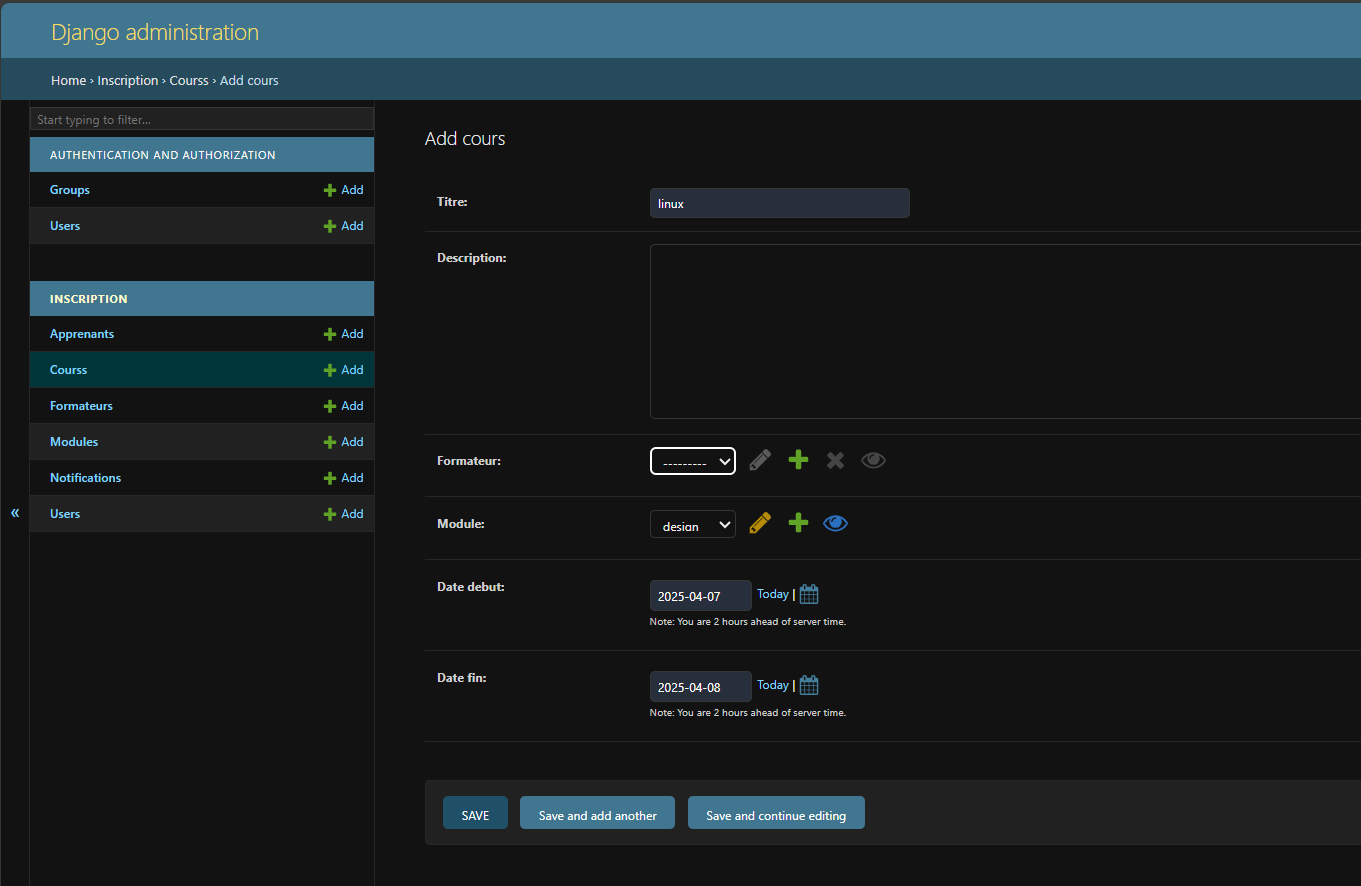 Django administration
Home › Inscription › Courss › Add cours
Start typing to filter...
AUTHENTICATION AND AUTHORIZATION
Groups Add
Users Add
INSCRIPTION
Apprenants Add
Courss Add
Formateurs Add
Modules Add
Notifications Add
Users Add
«
Add cours
Titre: linux
Description:
Formateur: ---------
Module: design
Date debut: 2025-04-07 Today |
Note: You are 2 hours ahead of server time.
Date fin: 2025-04-08 Today |
Note: You are 2 hours ahead of server time.
SAVE Save and add another Save and continue editing